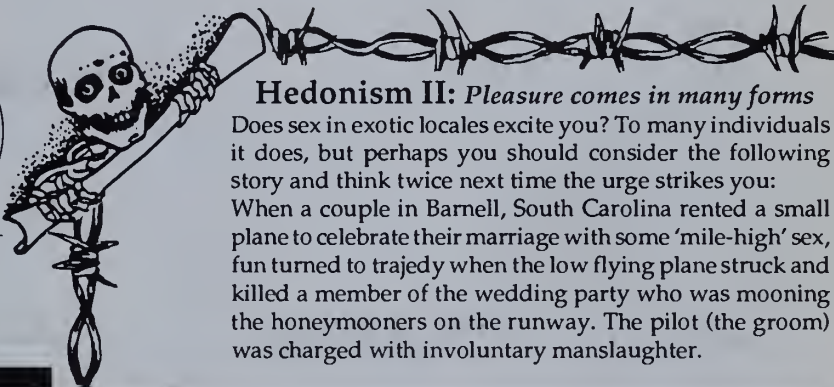 Hedonism II: Pleasure comes in many forms
Does sex in exotic locales excite you? To many individuals
it does, but perhaps you should consider the following
story and think twice next time the urge strikes you:
When a couple in Barnell, South Carolina rented a small
plane to celebrate their marriage with some 'mile-high' sex,
fun turned to trajedy when the low flying plane struck and
killed a member of the wedding party who was mooning
the honeymooners on the runway. The pilot (the groom)
was charged with involuntary manslaughter.